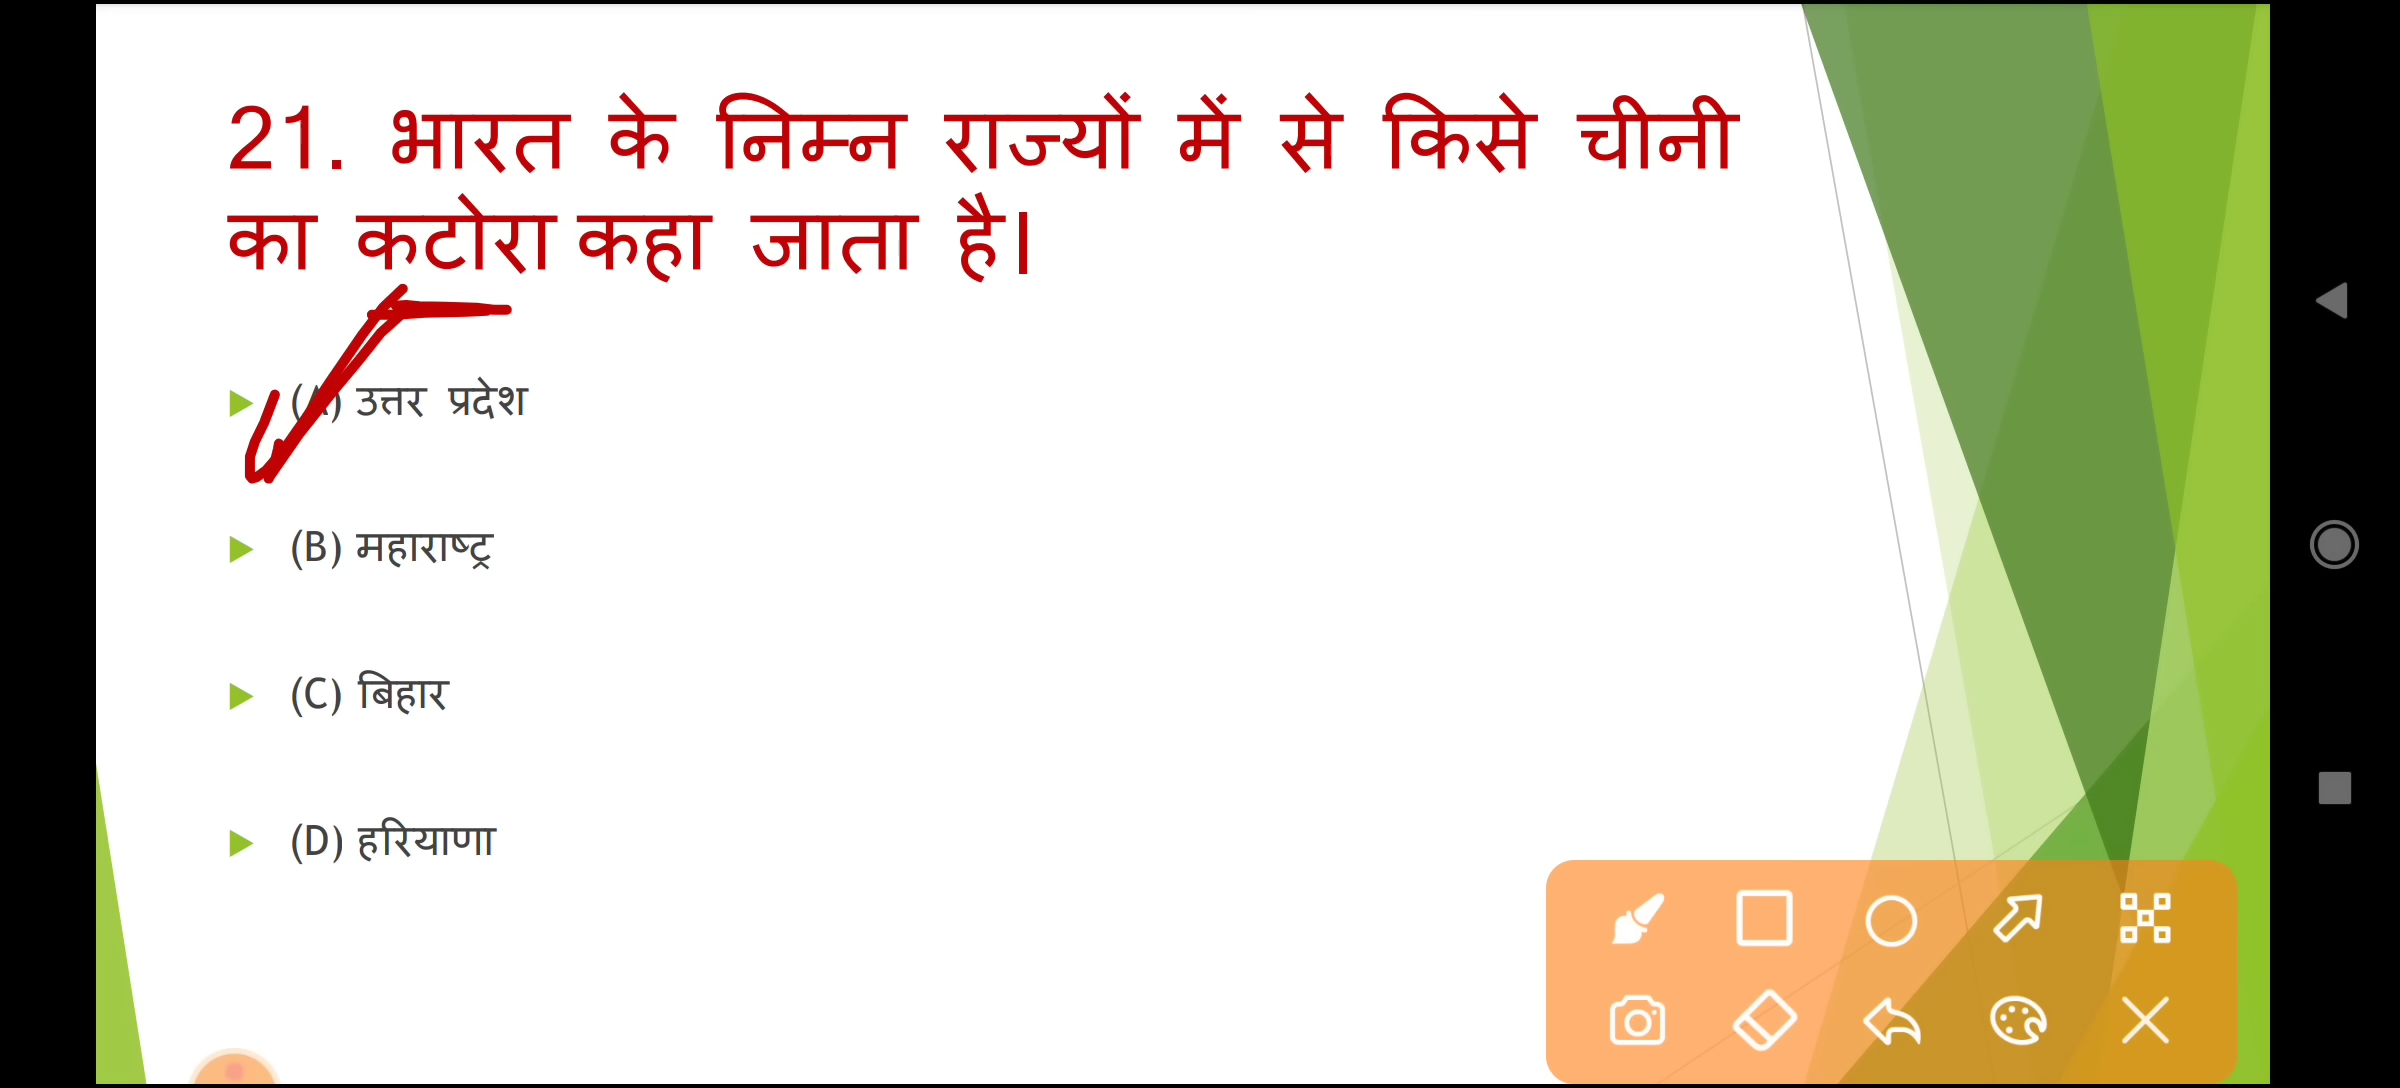 21. भारत के निम्न राज्यों में से किसे चीनी
का कटोरा कहा जाता है।
(A) उत्तर प्रदेश
(B) महाराष्ट्र
(C) बिहार
(D) हरियाणा